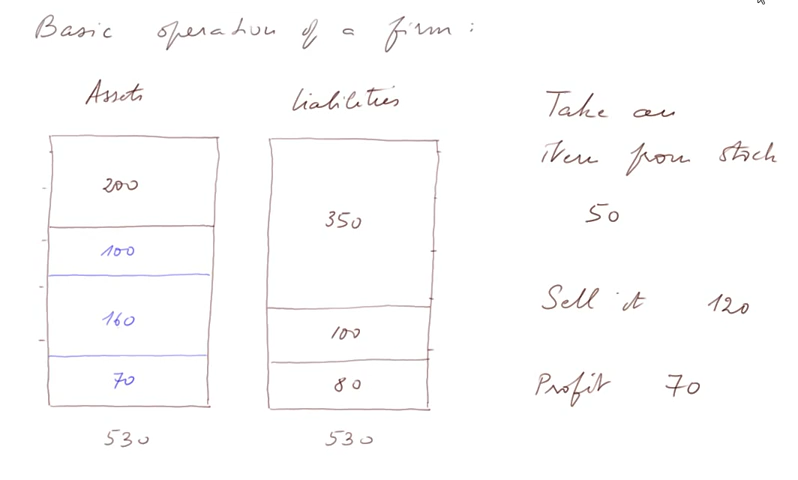 Basic operation of a firm :
Assets
200
100
160
70
530
Liabilities
350
100
80
530
Take an
item from stock
50
Sell it 120
Profit 70